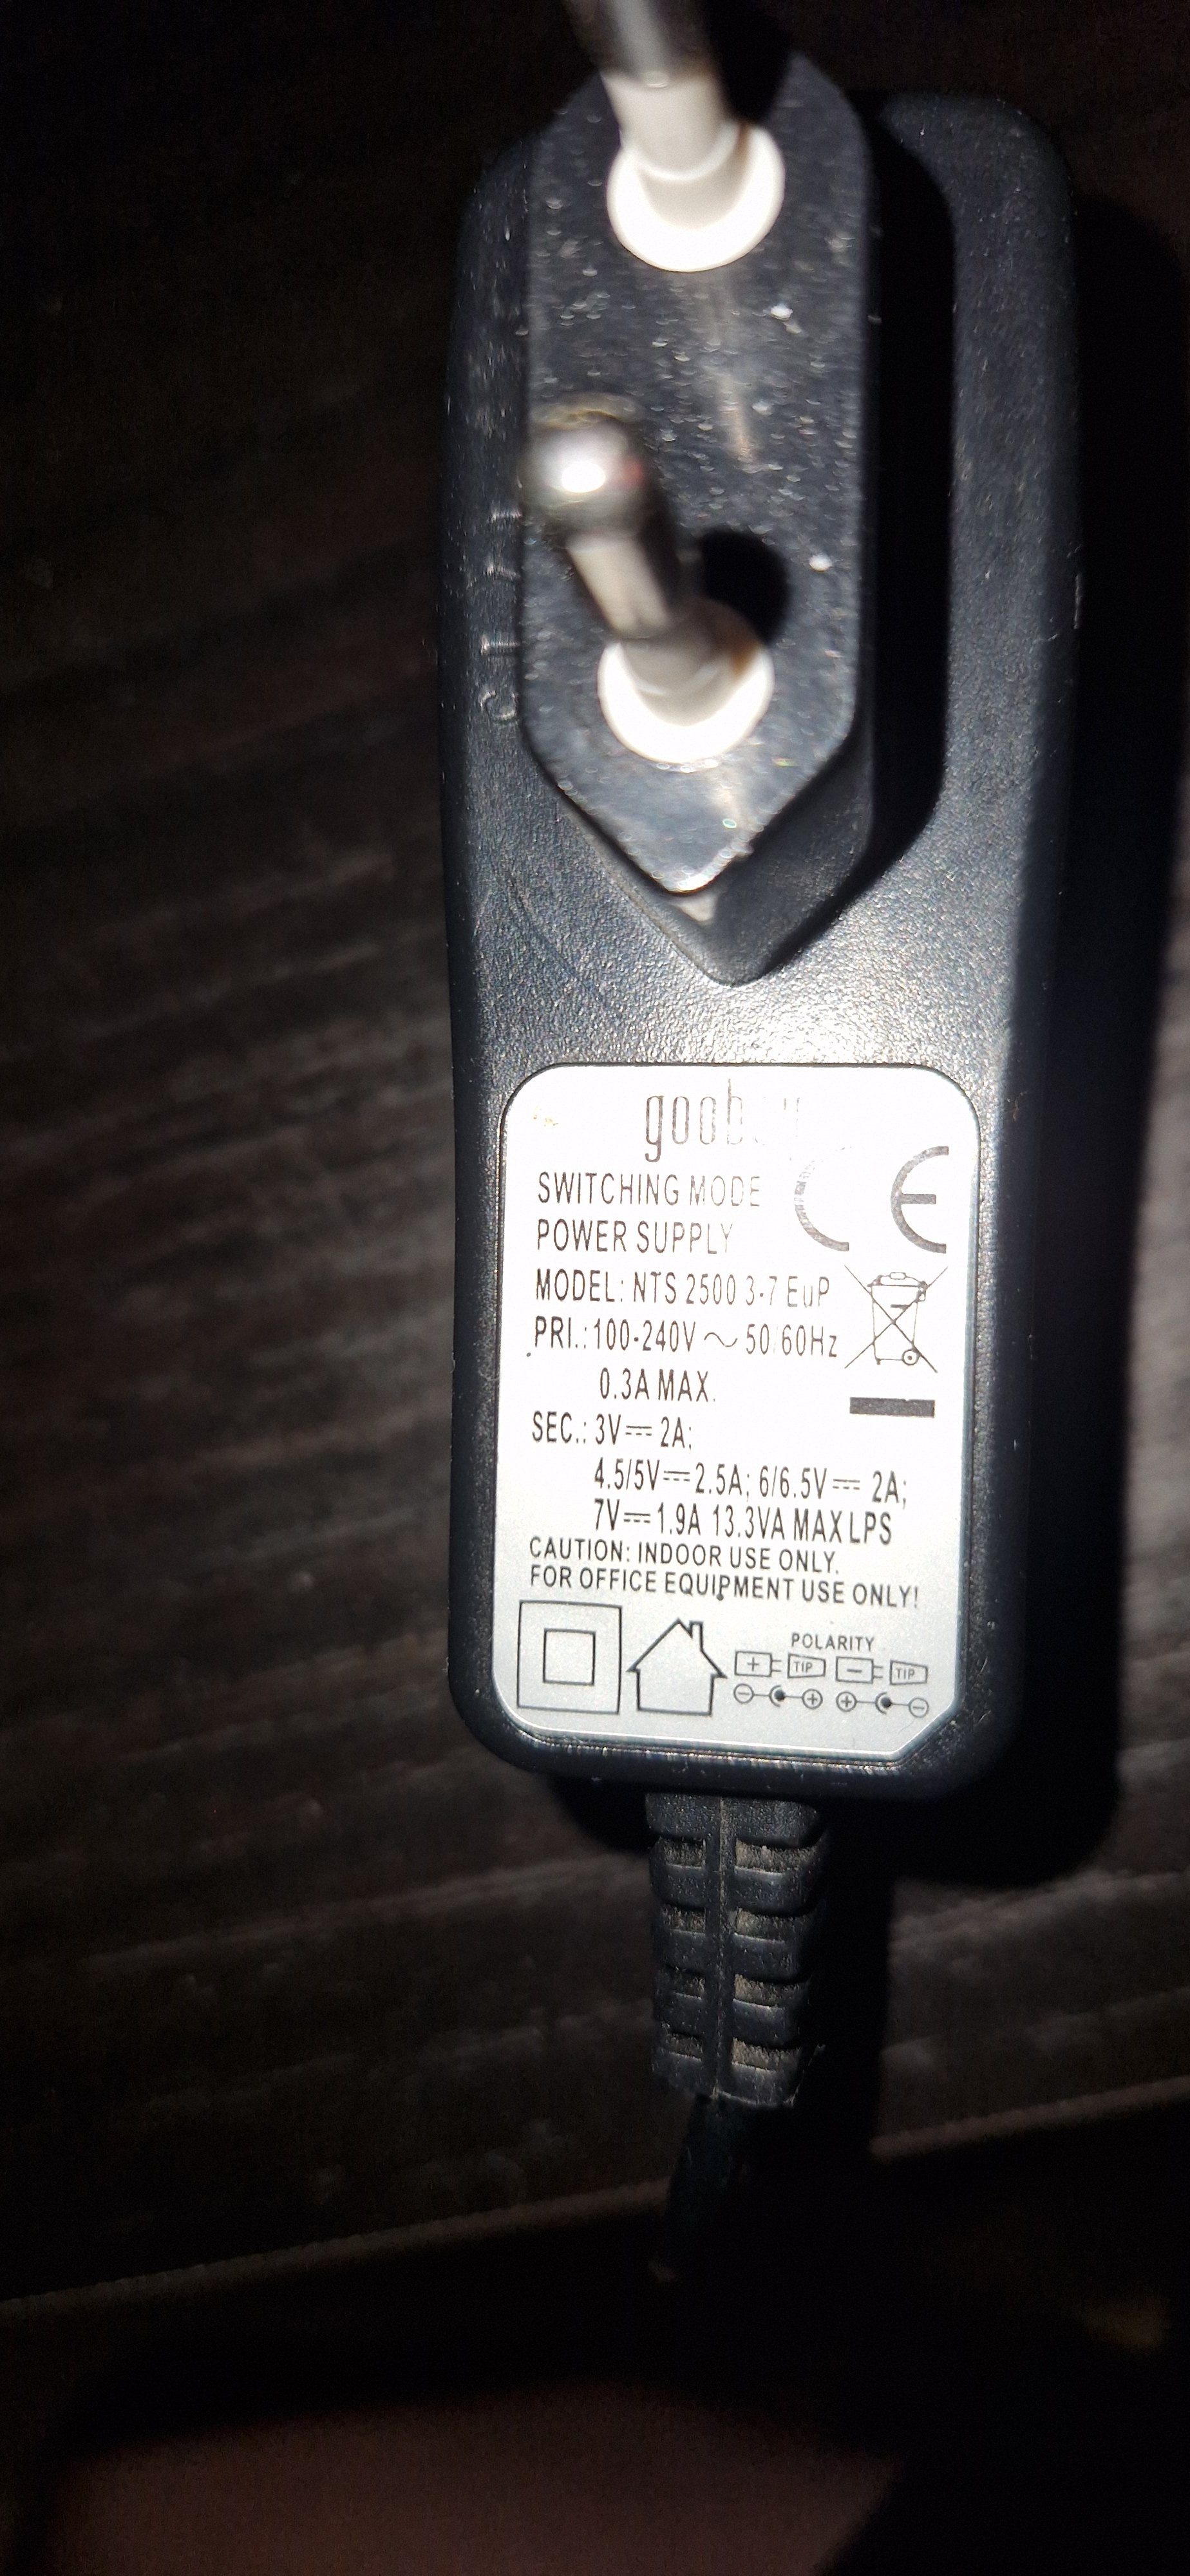 goobay
SWITCHING MODE
POWER SUPPLY
CE
MODEL: NTS 2500 3-7 EuP
PRI.: 100-240V ~ 50/60Hz
0.3A MAX.
SEC.: 3V⎓ 2A;
4.5/5V⎓2.5A; 6/6.5V⎓ 2A;
7V⎓1.9A 13.3VA MAX LPS
CAUTION: INDOOR USE ONLY.
FOR OFFICE EQUIPMENT USE ONLY!
POLARITY
+ TIP − TIP